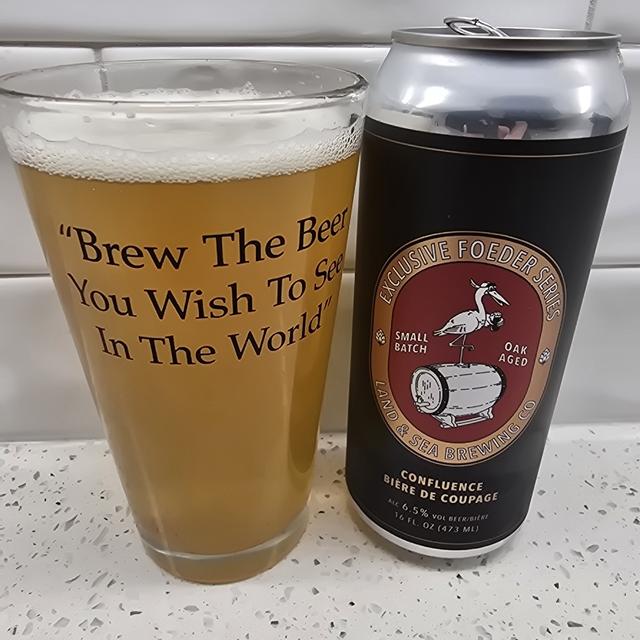 “Brew The Beer
You Wish To See
In The World”
EXCLUSIVE FOEDER SERIES
SMALL
BATCH
OAK
AGED
LAND & SEA BREWING CO
CONFLUENCE
BIÈRE DE COUPAGE
ALC 6.5% VOL BEER/BIÈRE
16 FL. OZ (473 ML)